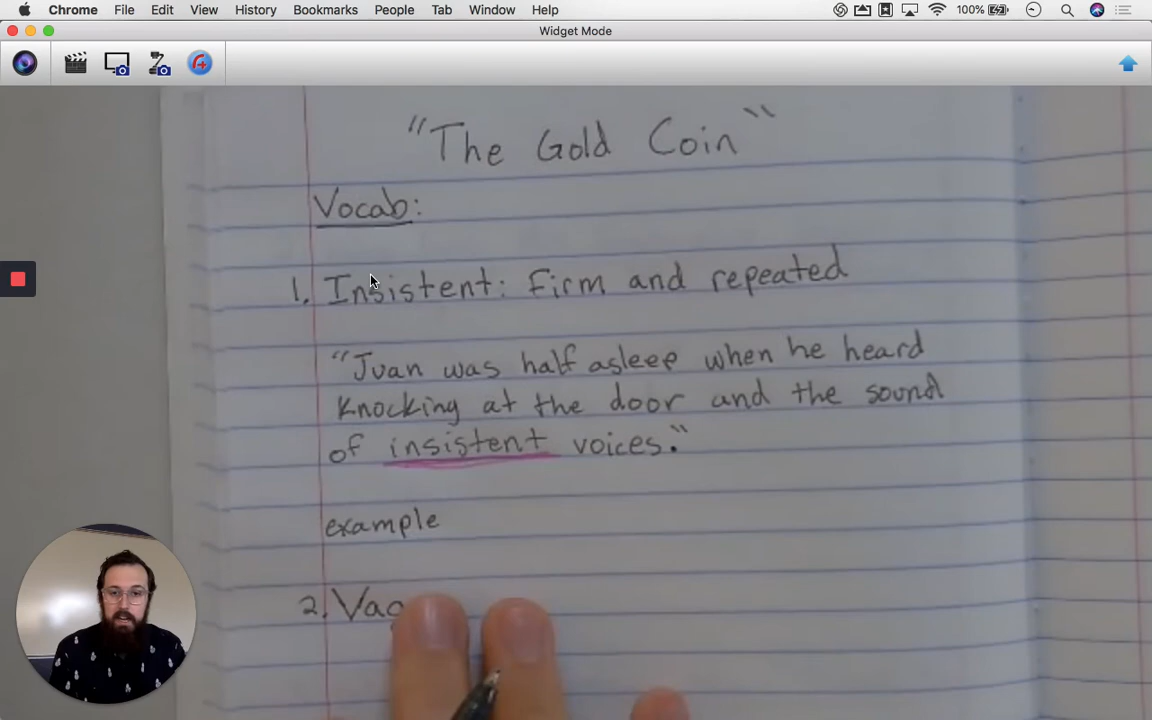 Chrome File Edit View History Bookmarks People Tab Window Help 100%
Widget Mode
"The Gold Coin"
Vocab:
1. Insistent: Firm and repeated
"Juan was half asleep when he heard
knocking at the door and the sound
of insistent voices."
example
2. Vag